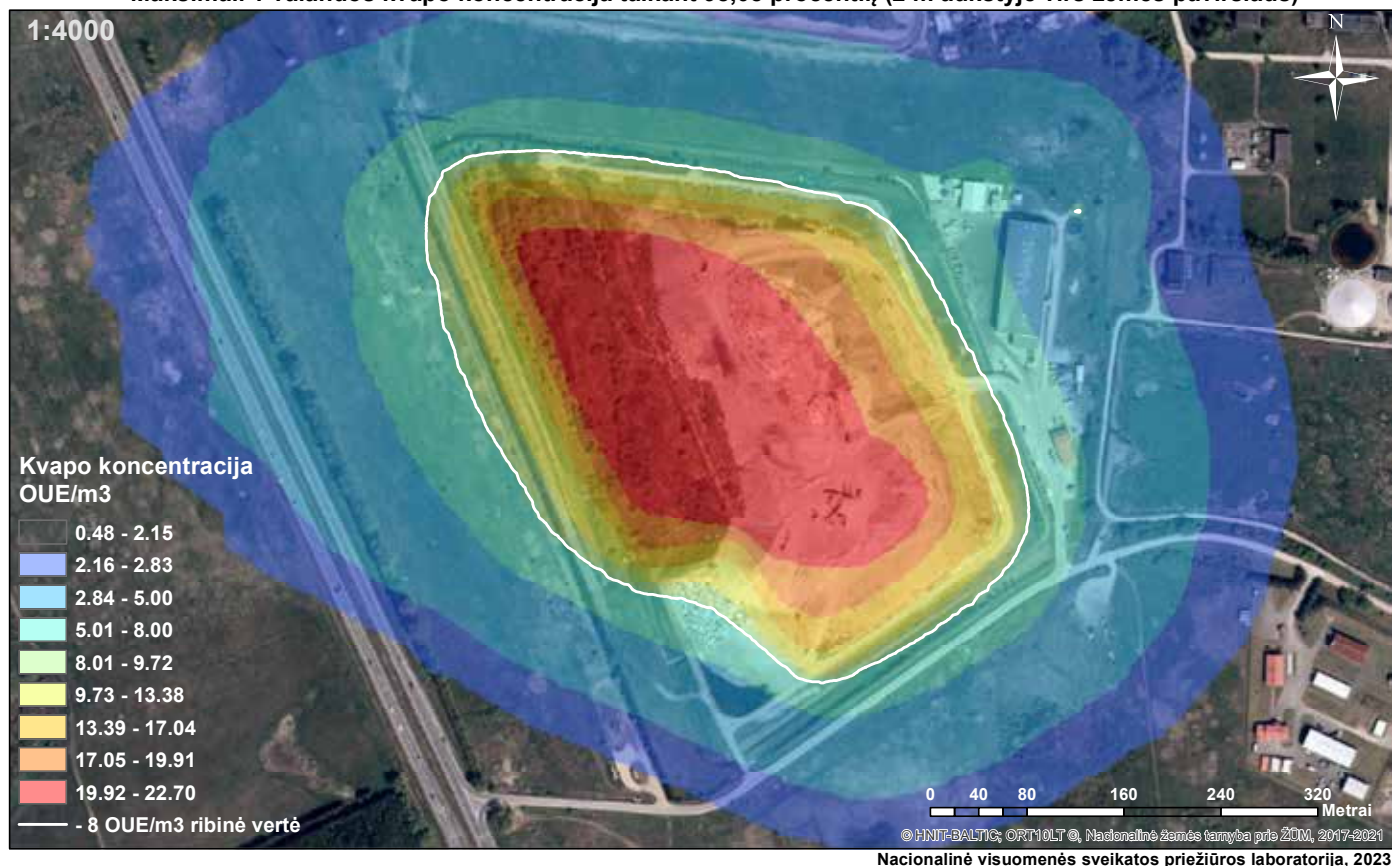 1:4000
N
Kvapo koncentracija
OUE/m3
0.48 - 2.15
2.16 - 2.83
2.84 - 5.00
5.01 - 8.00
8.01 - 9.72
9.73 - 13.38
13.39 - 17.04
17.05 - 19.91
19.92 - 22.70
- 8 OUE/m3 ribinė vertė
0 40 80 160 240 320
Metrai
© HNIT-BALTIC; ORT10LT ©, Nacionalinė žemės tarnyba prie ŽŪM, 2017-2021
Nacionalinė visuomenės sveikatos priežiūros laboratorija,